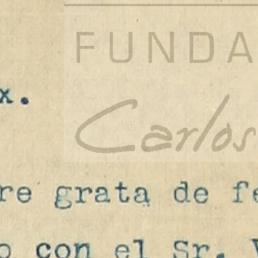 FUNDA
x.
Carlos
re grata de fe
o con el Sr. V